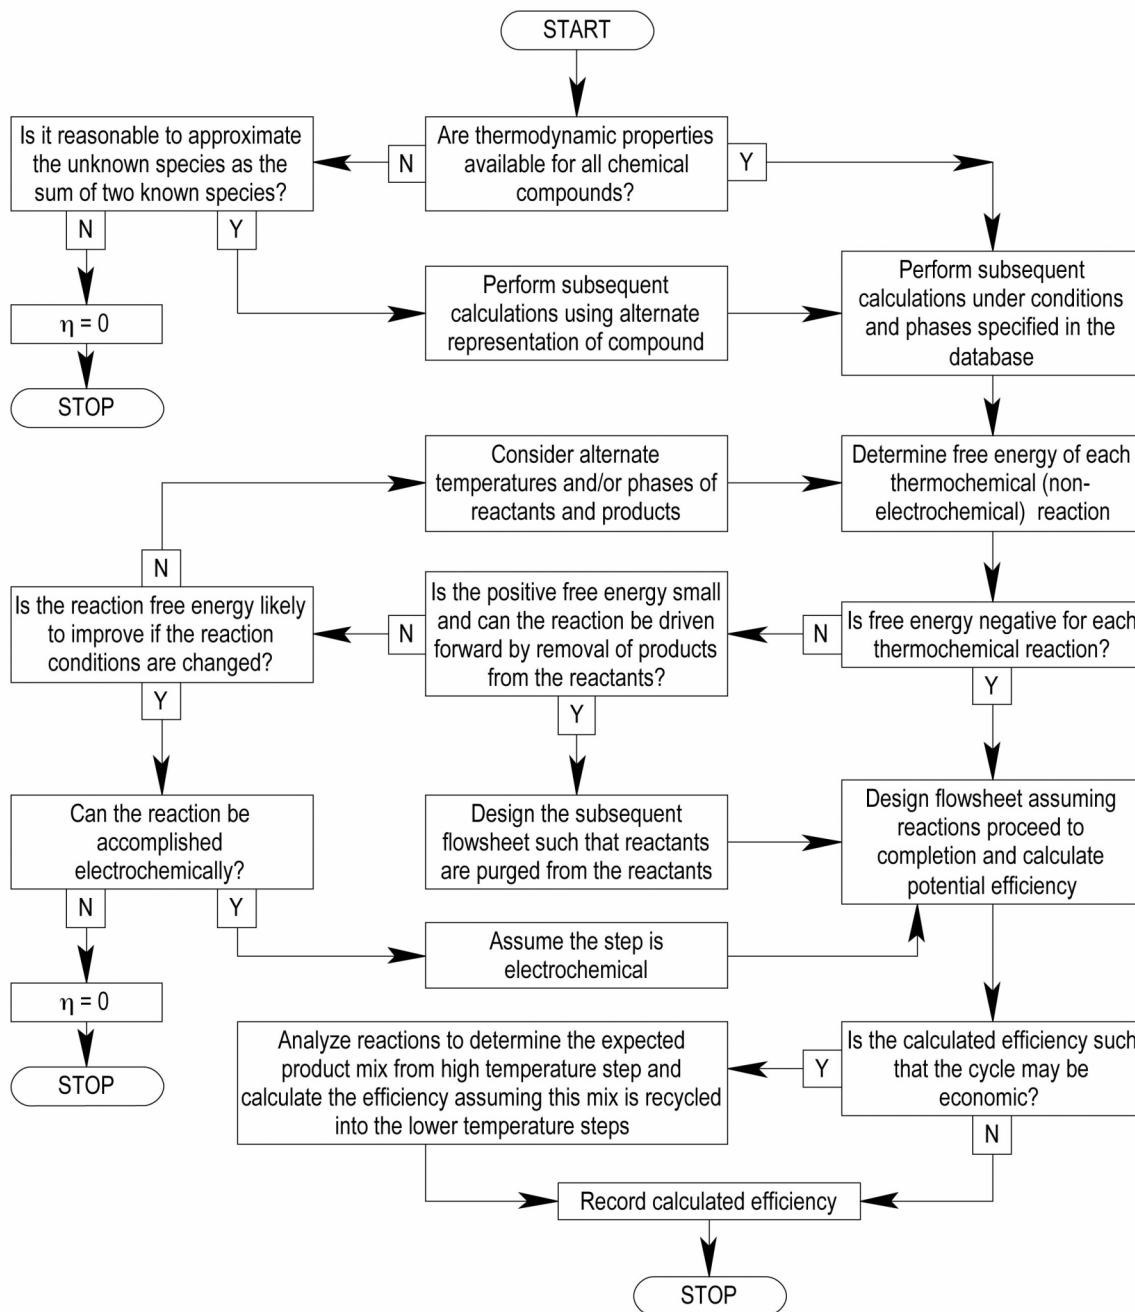 START
Are thermodynamic properties
available for all chemical
compounds?
N
Y
Is it reasonable to approximate
the unknown species as the
sum of two known species?
N
Y
η = 0
STOP
Perform subsequent
calculations using alternate
representation of compound
Perform subsequent
calculations under conditions
and phases specified in the
database
Consider alternate
temperatures and/or phases of
reactants and products
Determine free energy of each
thermochemical (non-
electrochemical) reaction
N
Is the reaction free energy likely
to improve if the reaction
conditions are changed?
Y
N
Is the positive free energy small
and can the reaction be driven
forward by removal of products
from the reactants?
Y
N
Is free energy negative for each
thermochemical reaction?
Y
Can the reaction be
accomplished
electrochemically?
N
Y
Design the subsequent
flowsheet such that reactants
are purged from the reactants
Design flowsheet assuming
reactions proceed to
completion and calculate
potential efficiency
Assume the step is
electrochemical
η = 0
STOP
Analyze reactions to determine the expected
product mix from high temperature step and
calculate the efficiency assuming this mix is recycled
into the lower temperature steps
Y
Is the calculated efficiency such
that the cycle may be
economic?
N
Record calculated efficiency
STOP